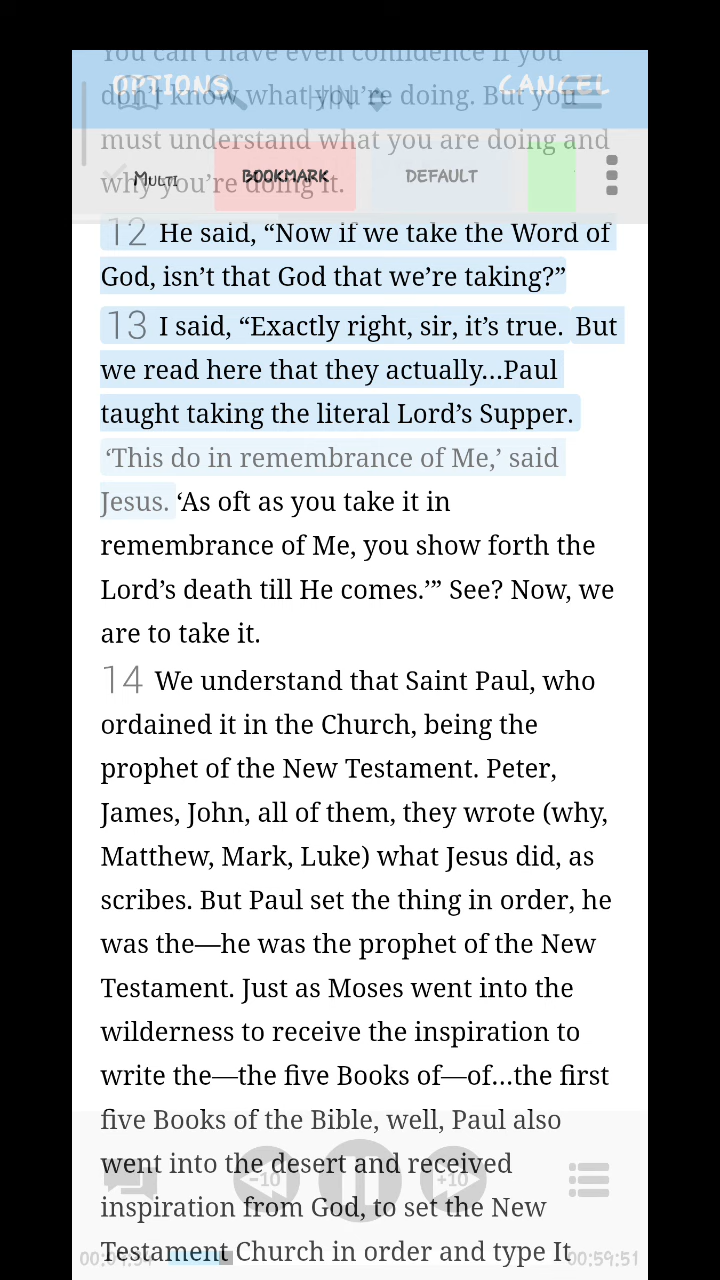 You can't have even confidence if you
OPTIONS
CANCEL
don't know what you're doing. But you
must understand what you are doing and
MULTI
BOOKMARK
DEFAULT
why you're doing it.
12 He said, “Now if we take the Word of
God, isn’t that God that we’re taking?”
13 I said, “Exactly right, sir, it’s true. But
we read here that they actually…Paul
taught taking the literal Lord’s Supper.
‘This do in remembrance of Me,’ said
Jesus. ‘As oft as you take it in
remembrance of Me, you show forth the
Lord’s death till He comes.’” See? Now, we
are to take it.
14 We understand that Saint Paul, who
ordained it in the Church, being the
prophet of the New Testament. Peter,
James, John, all of them, they wrote (why,
Matthew, Mark, Luke) what Jesus did, as
scribes. But Paul set the thing in order, he
was the—he was the prophet of the New
Testament. Just as Moses went into the
wilderness to receive the inspiration to
write the—the five Books of—of…the first
five Books of the Bible, well, Paul also
went into the desert and received
-10
+10
inspiration from God, to set the New
Testament Church in order and type It
00:59:51